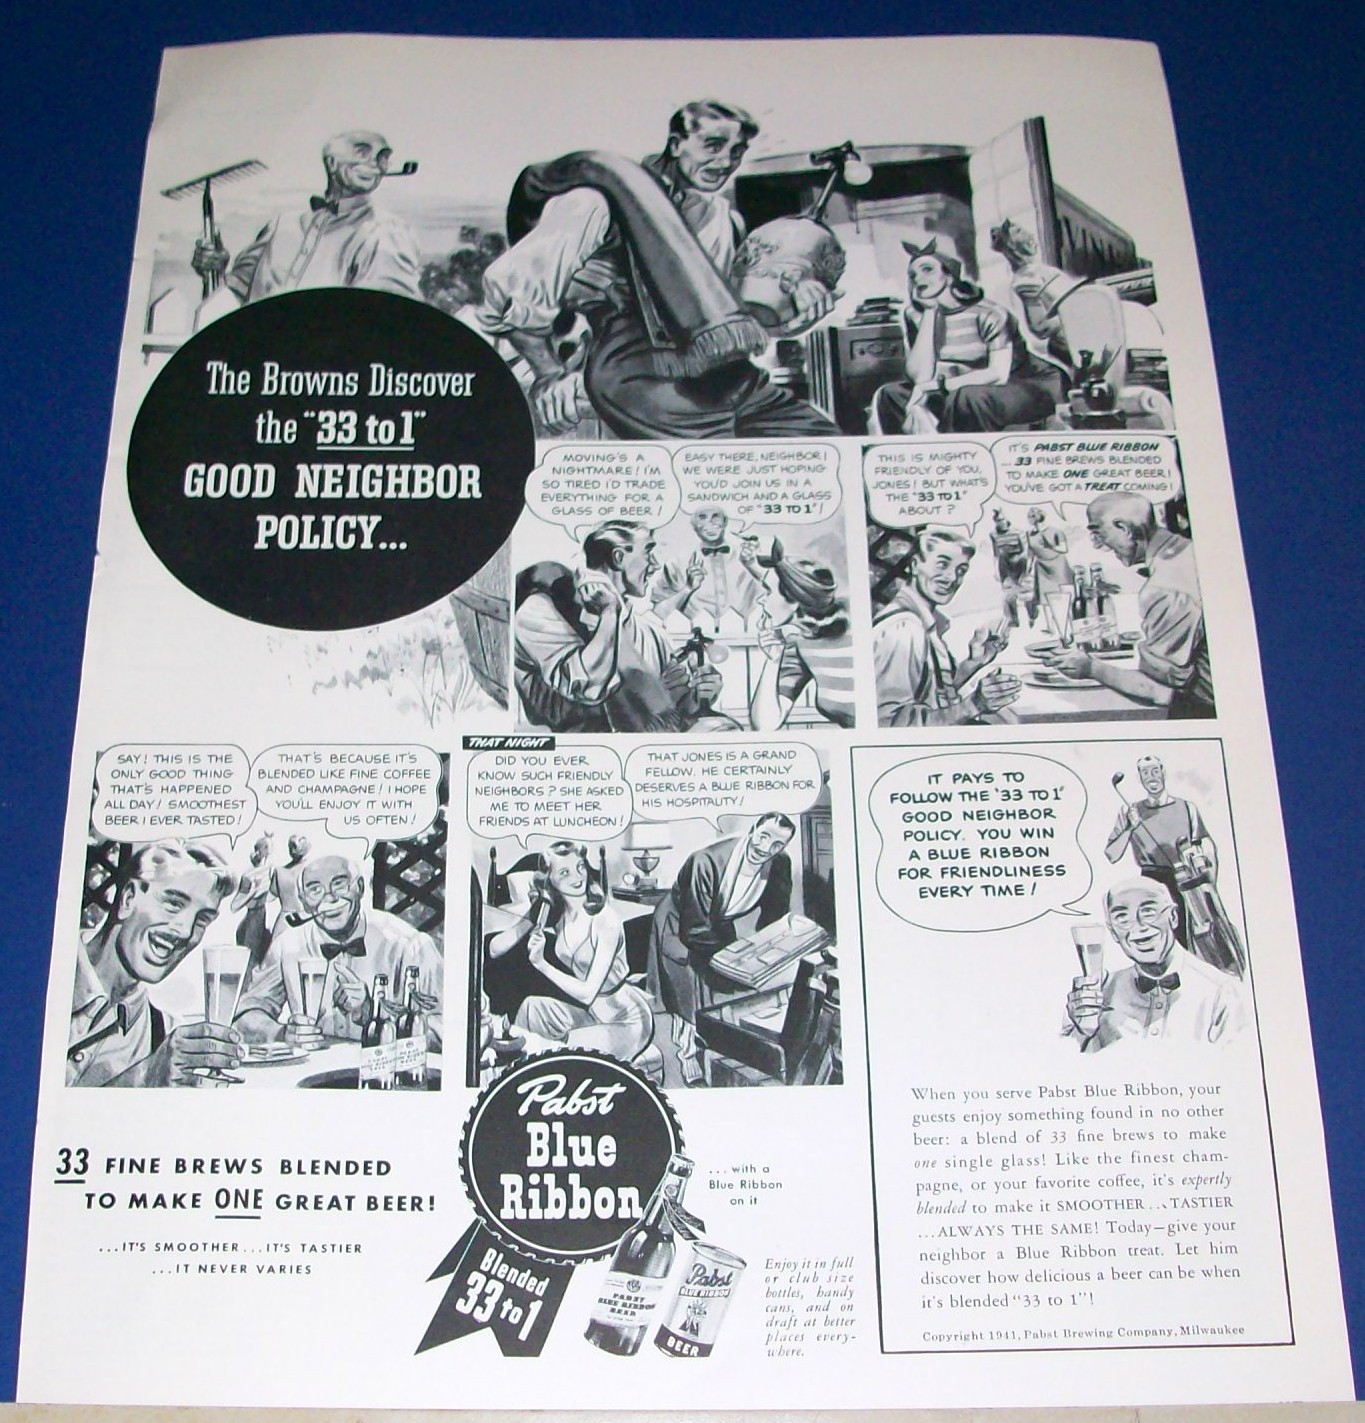 The Browns Discover
the "33 to 1"
GOOD NEIGHBOR
POLICY...
MOVING'S A
NIGHTMARE! I'M
SO TIRED I'D TRADE
EVERYTHING FOR A
GLASS OF BEER!
EASY THERE, NEIGHBOR!
WE WERE JUST HOPING
YOU'D JOIN US IN A
SANDWICH AND A GLASS
OF "33 TO 1"!
THIS IS MIGHTY
FRIENDLY OF YOU,
JONES! BUT WHAT'S
THE "33 TO 1"
ABOUT?
IT'S PABST BLUE RIBBON
...33 FINE BREWS BLENDED
TO MAKE ONE GREAT BEER!
YOU'VE GOT A TREAT COMING!
SAY! THIS IS THE
ONLY GOOD THING
THAT'S HAPPENED
ALL DAY! SMOOTHEST
BEER I EVER TASTED!
THAT'S BECAUSE IT'S
BLENDED LIKE FINE COFFEE
AND CHAMPAGNE! I HOPE
YOU'LL ENJOY IT WITH
US OFTEN!
THAT NIGHT
DID YOU EVER
KNOW SUCH FRIENDLY
NEIGHBORS? SHE ASKED
ME TO MEET HER
FRIENDS AT LUNCHEON!
THAT JONES IS A GRAND
FELLOW. HE CERTAINLY
DESERVES A BLUE RIBBON FOR
HIS HOSPITALITY!
IT PAYS TO
FOLLOW THE "33 TO 1"
GOOD NEIGHBOR
POLICY. YOU WIN
A BLUE RIBBON
FOR FRIENDLINESS
EVERY TIME!
When you serve Pabst Blue Ribbon, your
guests enjoy something found in no other
beer: a blend of 33 fine brews to make
one single glass! Like the finest cham-
pagne, or your favorite coffee, it's expertly
blended to make it SMOOTHER...TASTIER
...ALWAYS THE SAME! Today—give your
neighbor a Blue Ribbon treat. Let him
discover how delicious a beer can be when
it's blended "33 to 1"!
Copyright 1941, Pabst Brewing Company, Milwaukee
33 FINE BREWS BLENDED
TO MAKE ONE GREAT BEER!
...IT'S SMOOTHER...IT'S TASTIER
...IT NEVER VARIES
Pabst
Blue
Ribbon
Blended
33 to 1
...with a
Blue Ribbon
on it
PABST
BLUE RIBBON
BEER
Pabst
BLUE RIBBON
BEER
Enjoy it in full
or club size
bottles, handy
cans, and on
draft at better
places every-
where.